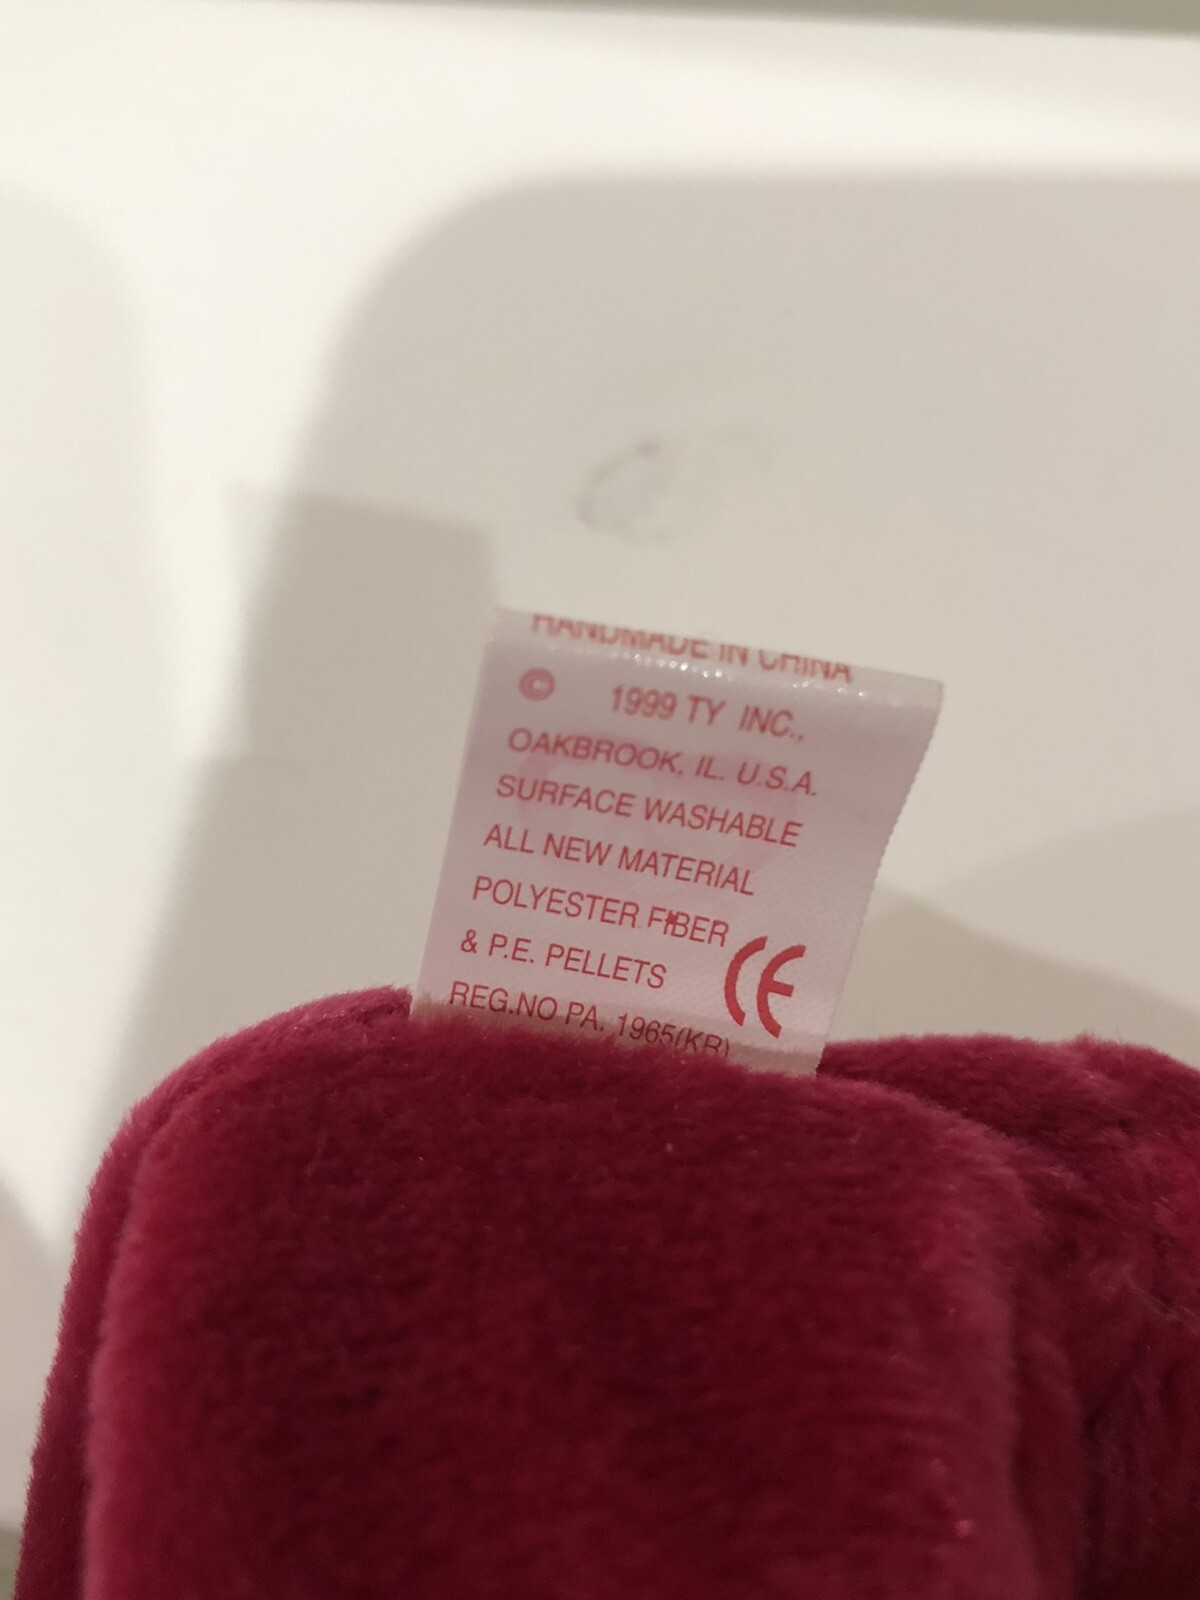 HANDMADE IN CHINA
© 1999 TY INC.,
OAKBROOK, IL. U.S.A.
SURFACE WASHABLE
ALL NEW MATERIAL
POLYESTER FIBER
& P.E. PELLETS
REG.NO PA. 1965(KR)
CE